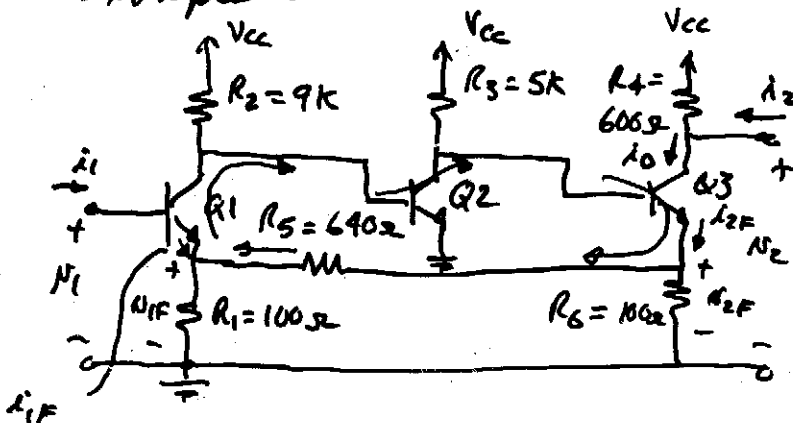 Vcc
Vcc
Vcc
R2 = 9K
R3 = 5K
R4 =
600Ω
i2
+
i0
i1
+
Q1
Q2
Q3
R5 = 640Ω
i2F
v1
+
v2
+
v1F
R1 = 100Ω
R6 = 100Ω
v2F
-
-
-
-
i1F